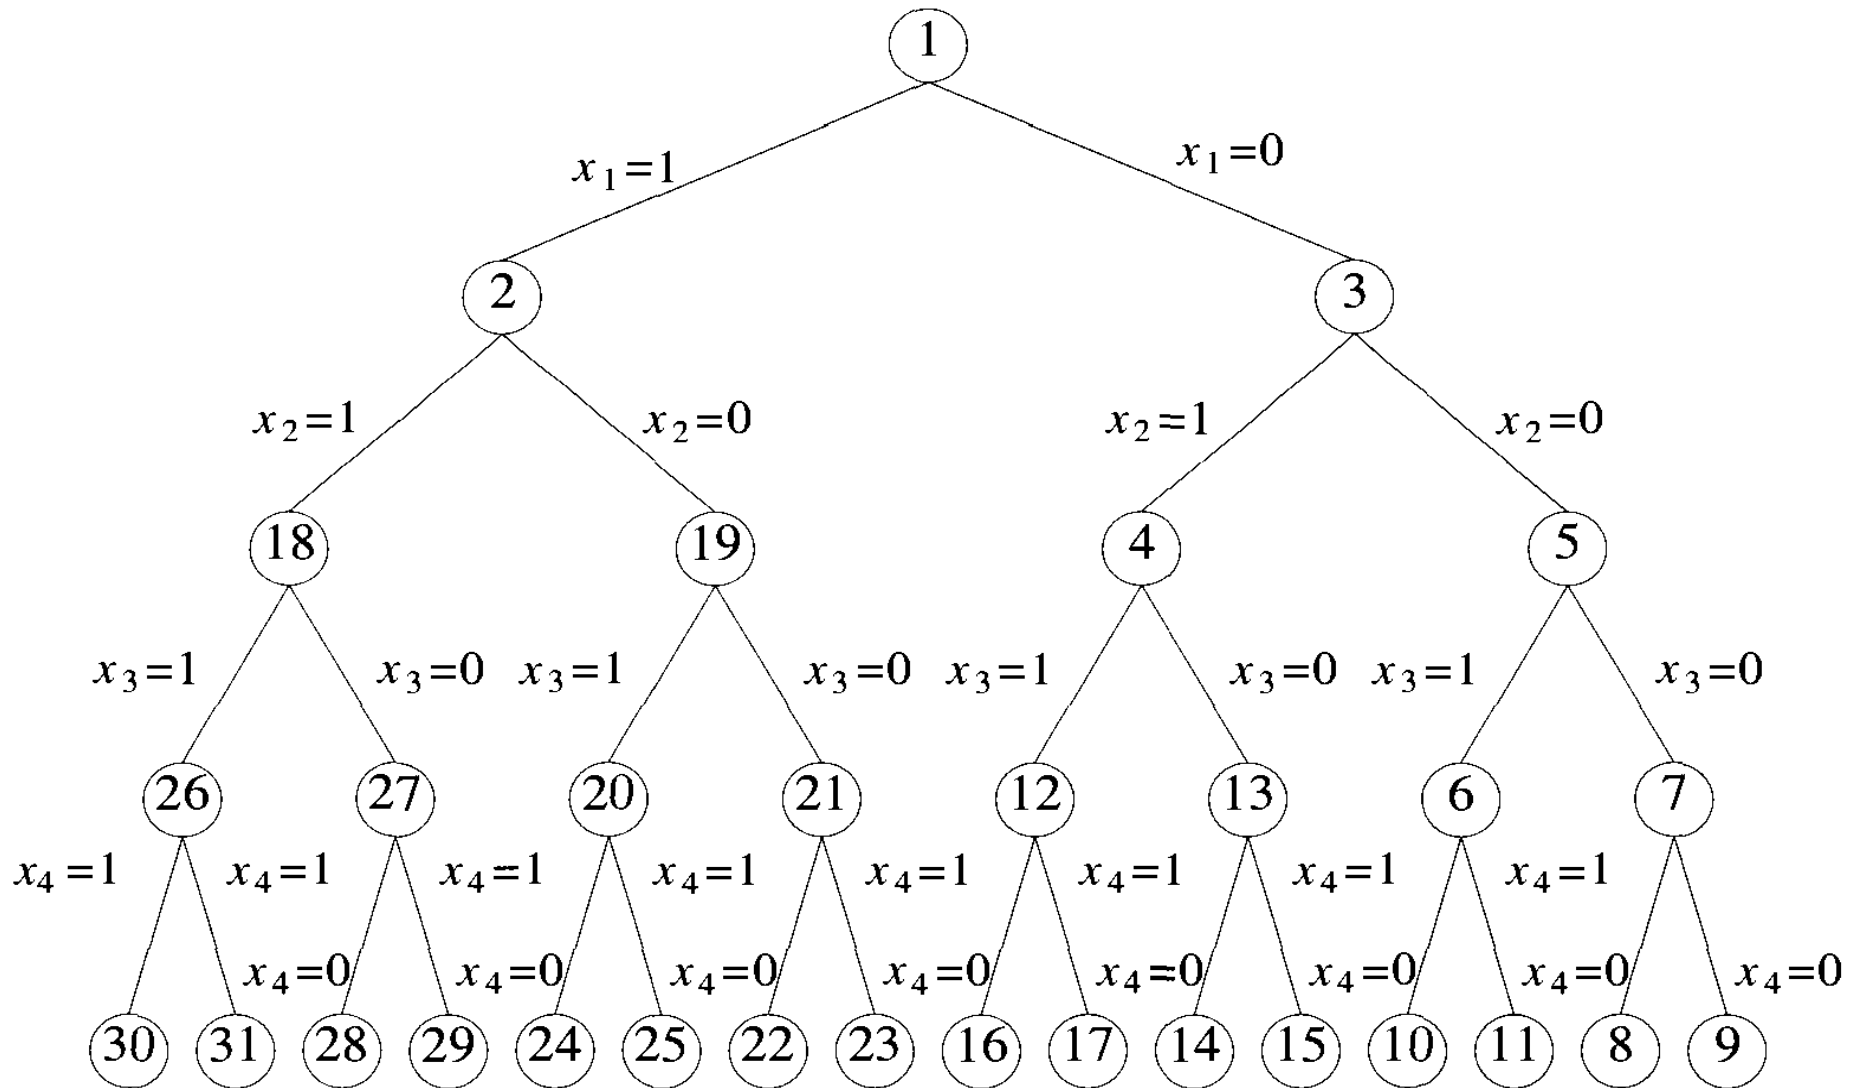 1
x₁=1 x₁=0
2 3
x₂=1 x₂=0 x₂=1 x₂=0
18 19 4 5
x₃=1 x₃=0 x₃=1 x₃=0 x₃=1 x₃=0 x₃=1 x₃=0
26 27 20 21 12 13 6 7
x₄=1 x₄=1 x₄=1 x₄=1 x₄=1 x₄=1 x₄=1 x₄=1
x₄=0 x₄=0 x₄=0 x₄=0 x₄=0 x₄=0 x₄=0 x₄=0
30 31 28 29 24 25 22 23 16 17 14 15 10 11 8 9